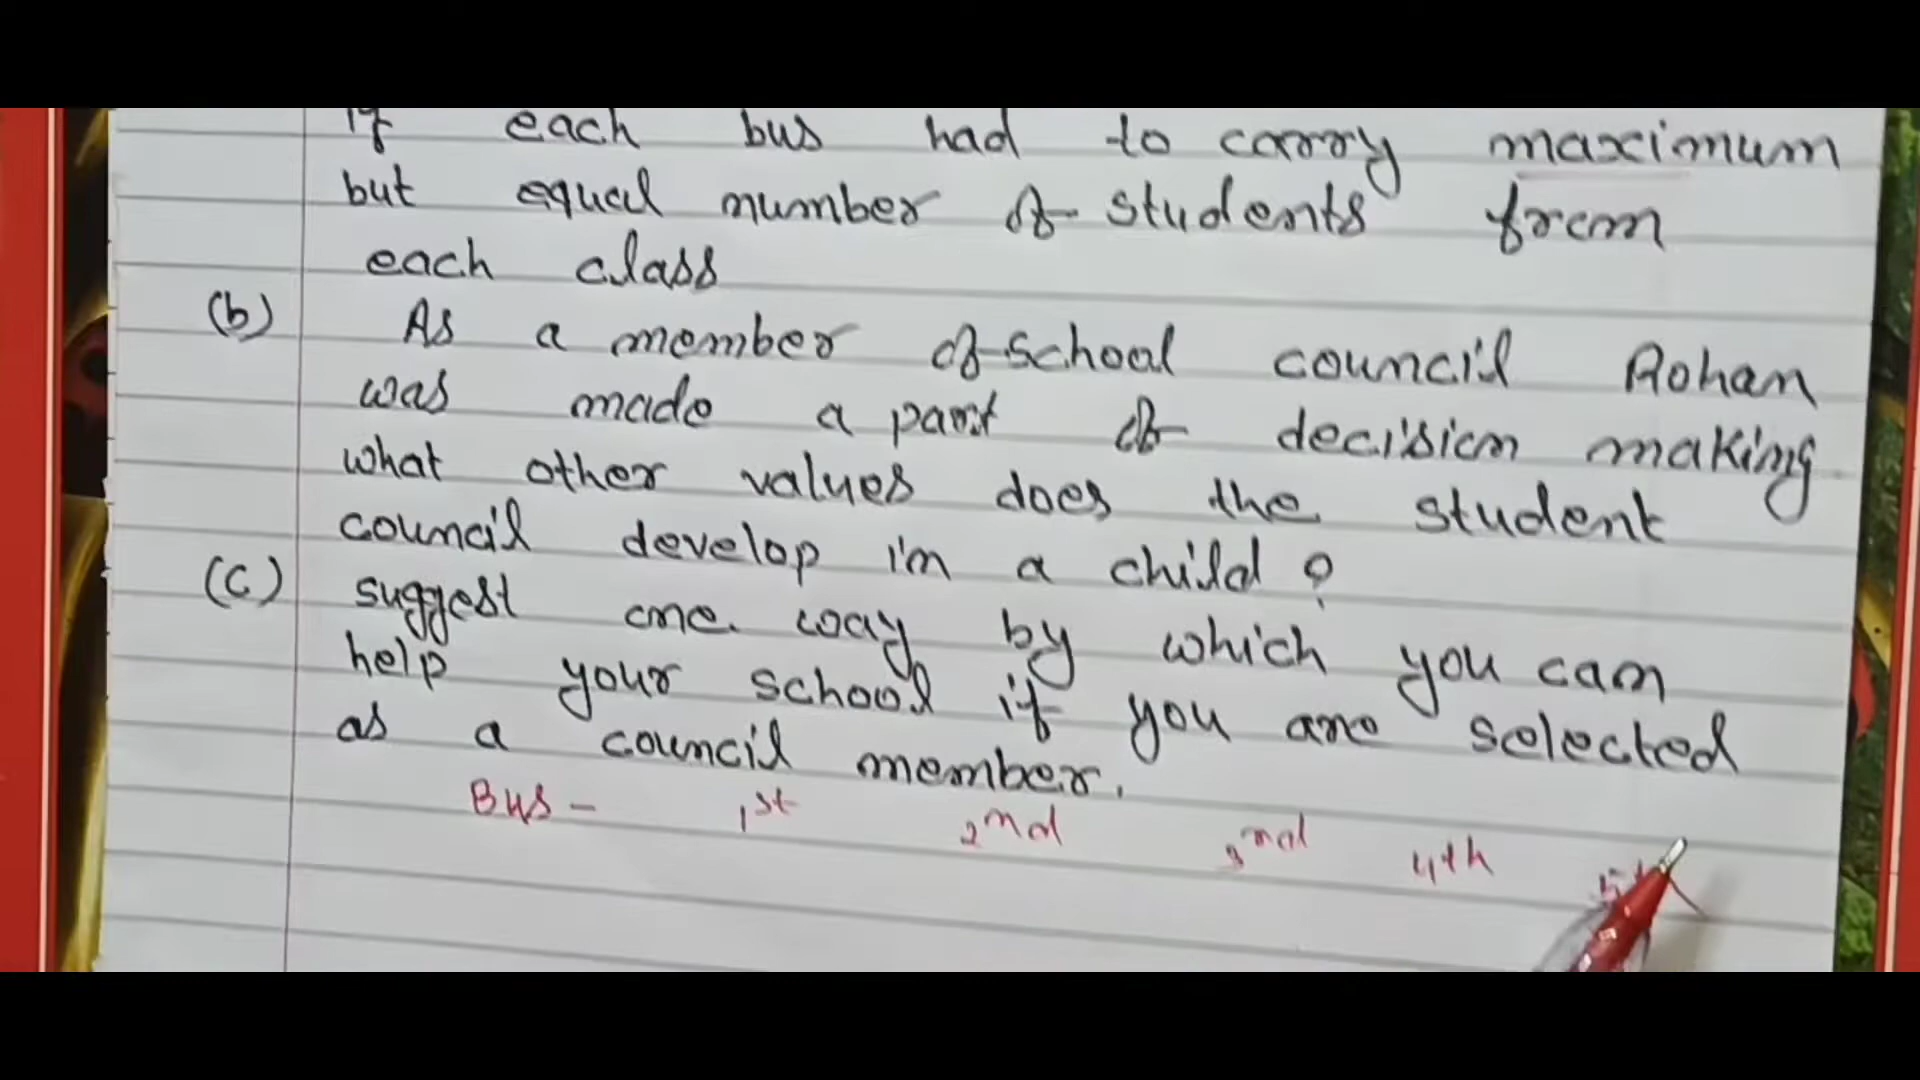 if each bus had to carry maximum
but equal number of students from
each class
(b) As a member of school council Rohan
was made a part of decision making
what other values does the student
council develop in a child ?
(c) suggest one way by which you can
help your school if you are selected
as a council member.
Bus - 1st 2nd 3nd 4th